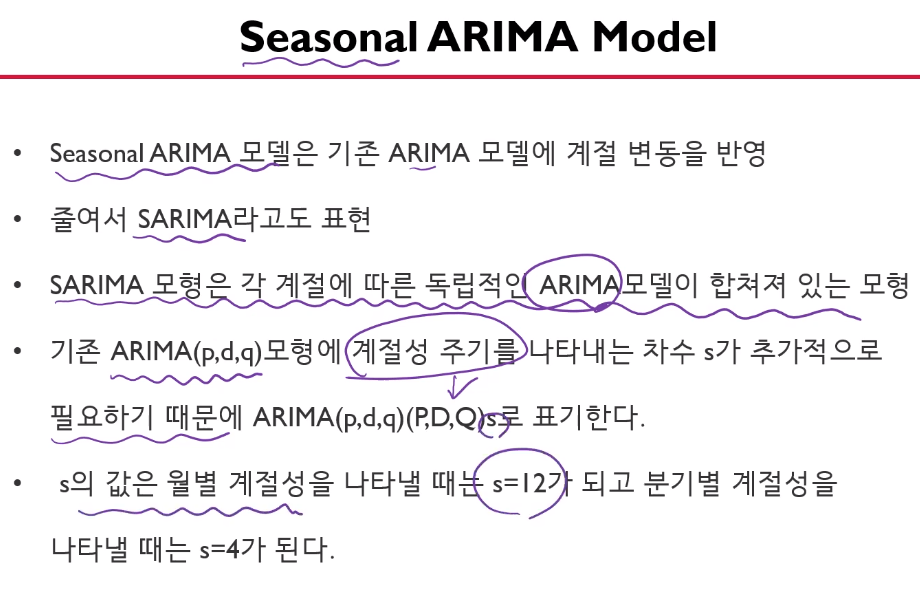 Seasonal ARIMA Model
• Seasonal ARIMA 모델은 기존 ARIMA 모델에 계절 변동을 반영
• 줄여서 SARIMA라고도 표현
• SARIMA 모형은 각 계절에 따른 독립적인 ARIMA모델이 합쳐져 있는 모형
• 기존 ARIMA(p,d,q)모형에 계절성 주기를 나타내는 차수 s가 추가적으로
필요하기 때문에 ARIMA(p,d,q)(P,D,Q)s로 표기한다.
• s의 값은 월별 계절성을 나타낼 때는 s=12가 되고 분기별 계절성을
나타낼 때는 s=4가 된다.